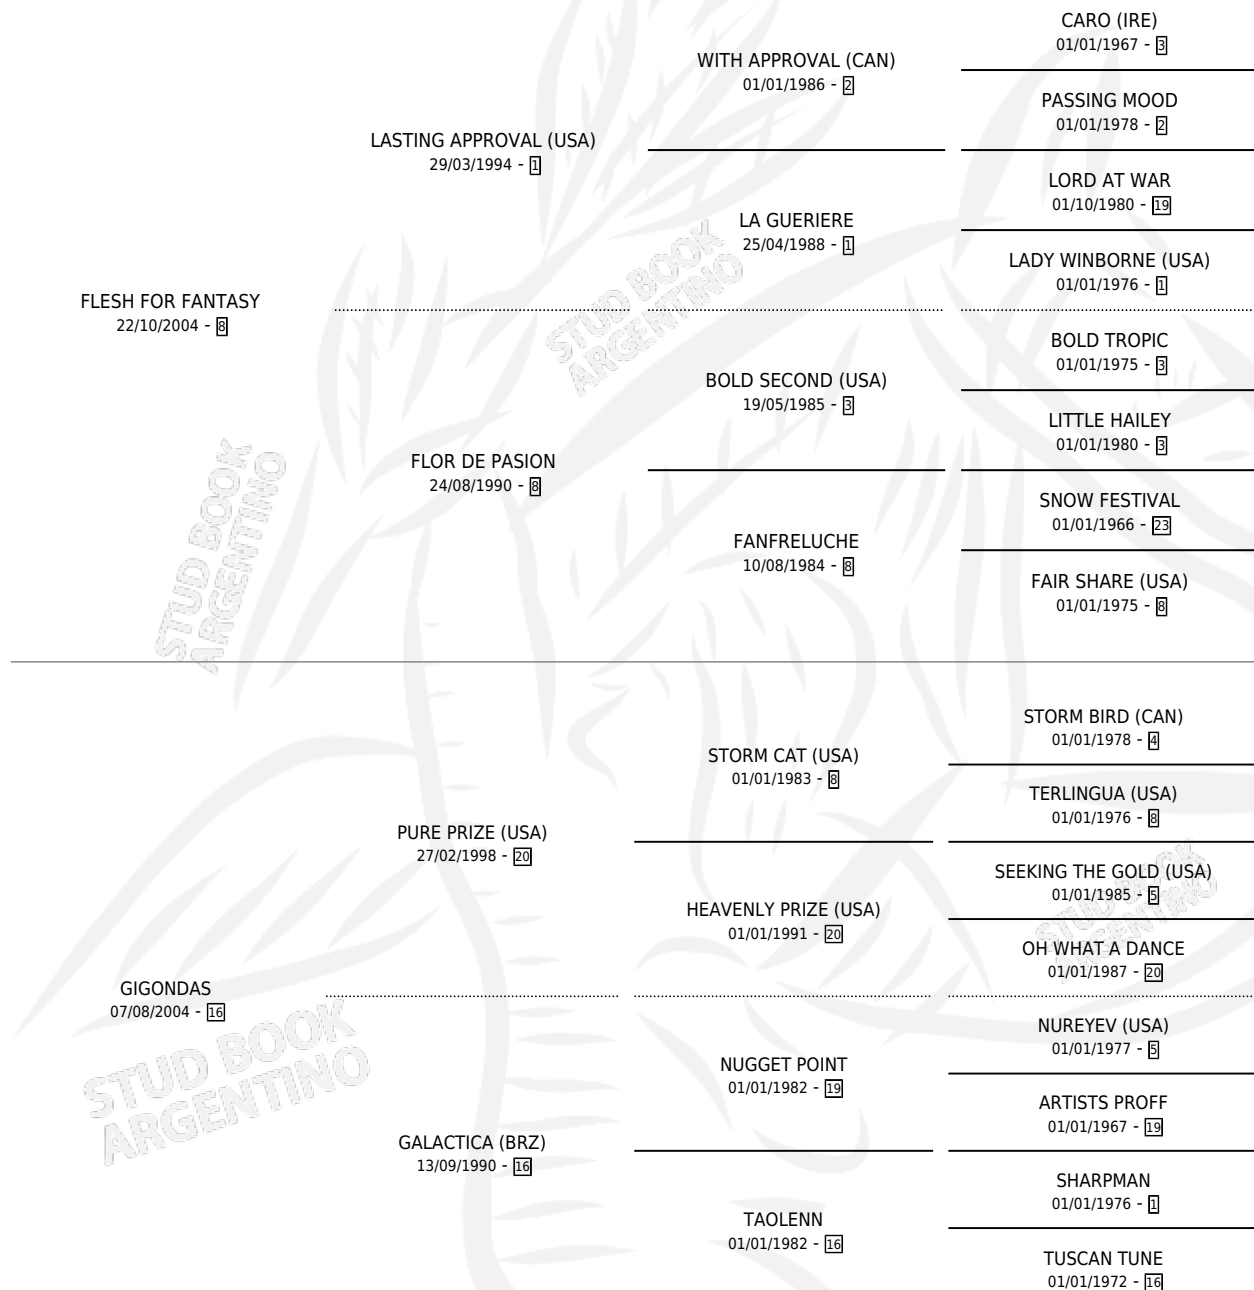 CARO (IRE)
01/01/1967 - 3
WITH APPROVAL (CAN)
01/01/1986 - 2
PASSING MOOD
01/01/1978 - 2
LASTING APPROVAL (USA)
29/03/1994 - 1
LORD AT WAR
01/10/1980 - 19
LA GUERIERE
25/04/1988 - 1
LADY WINBORNE (USA)
01/01/1976 - 1
FLESH FOR FANTASY
22/10/2004 - 8
BOLD TROPIC
01/01/1975 - 3
BOLD SECOND (USA)
19/05/1985 - 3
LITTLE HAILEY
01/01/1980 - 3
FLOR DE PASION
24/08/1990 - 8
SNOW FESTIVAL
01/01/1966 - 23
FANFRELUCHE
10/08/1984 - 8
FAIR SHARE (USA)
01/01/1975 - 8
STORM BIRD (CAN)
01/01/1978 - 4
STORM CAT (USA)
01/01/1983 - 8
TERLINGUA (USA)
01/01/1976 - 8
PURE PRIZE (USA)
27/02/1998 - 20
SEEKING THE GOLD (USA)
01/01/1985 - 5
HEAVENLY PRIZE (USA)
01/01/1991 - 20
OH WHAT A DANCE
01/01/1987 - 20
GIGONDAS
07/08/2004 - 16
NUREYEV (USA)
01/01/1977 - 5
NUGGET POINT
01/01/1982 - 19
ARTISTS PROFF
01/01/1967 - 19
GALACTICA (BRZ)
13/09/1990 - 16
SHARPMAN
01/01/1976 - 1
TAOLENN
01/01/1982 - 16
TUSCAN TUNE
01/01/1972 - 16
STUD BOOK
ARGENTINO
STUD BOOK
ARGENTINO
STUD BOOK
ARGENTINO
STUD BOOK
ARGENTINO